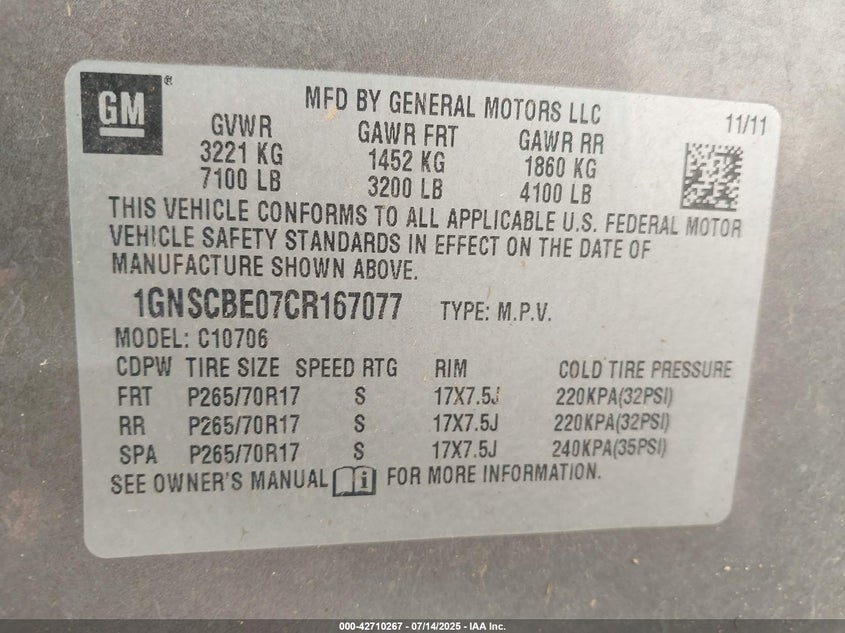 GM ®
MFD BY GENERAL MOTORS LLC
11/11
GVWR GAWR FRT GAWR RR
3221 KG 1452 KG 1860 KG
7100 LB 3200 LB 4100 LB
THIS VEHICLE CONFORMS TO ALL APPLICABLE U.S. FEDERAL MOTOR
VEHICLE SAFETY STANDARDS IN EFFECT ON THE DATE OF
MANUFACTURE SHOWN ABOVE.
1GNSCBE07CR167077 TYPE: M.P.V.
MODEL: C10706
CDPW TIRE SIZE SPEED RTG RIM COLD TIRE PRESSURE
FRT P265/70R17 S 17X7.5J 220KPA(32PSI)
RR P265/70R17 S 17X7.5J 220KPA(32PSI)
SPA P265/70R17 S 17X7.5J 240KPA(35PSI)
SEE OWNER'S MANUAL i FOR MORE INFORMATION.
000-42710267 - 07/14/2025 - IAA Inc.